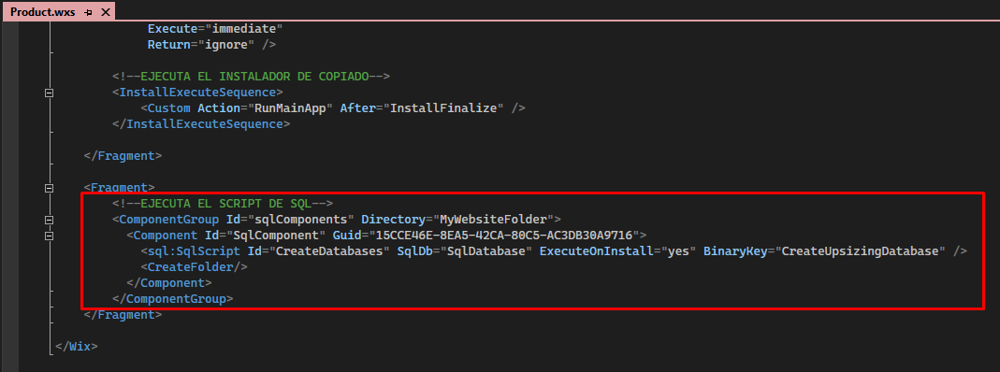 Product.wxs
Execute="immediate"
Return="ignore" />
<!--EJECUTA EL INSTALADOR DE COPIADO-->
<InstallExecuteSequence>
<Custom Action="RunMainApp" After="InstallFinalize" />
</InstallExecuteSequence>
</Fragment>
<Fragment>
<!--EJECUTA EL SCRIPT DE SQL-->
<ComponentGroup Id="sqlComponents" Directory="MyWebsiteFolder">
<Component Id="SqlComponent" Guid="15CCE46E-8EA5-42CA-80C5-AC3DB30A9716">
<sql:SqlScript Id="CreateDatabases" SqlDb="SqlDatabase" ExecuteOnInstall="yes" BinaryKey="CreateUpsizingDatabase" />
<CreateFolder/>
</Component>
</ComponentGroup>
</Fragment>
</Wix>